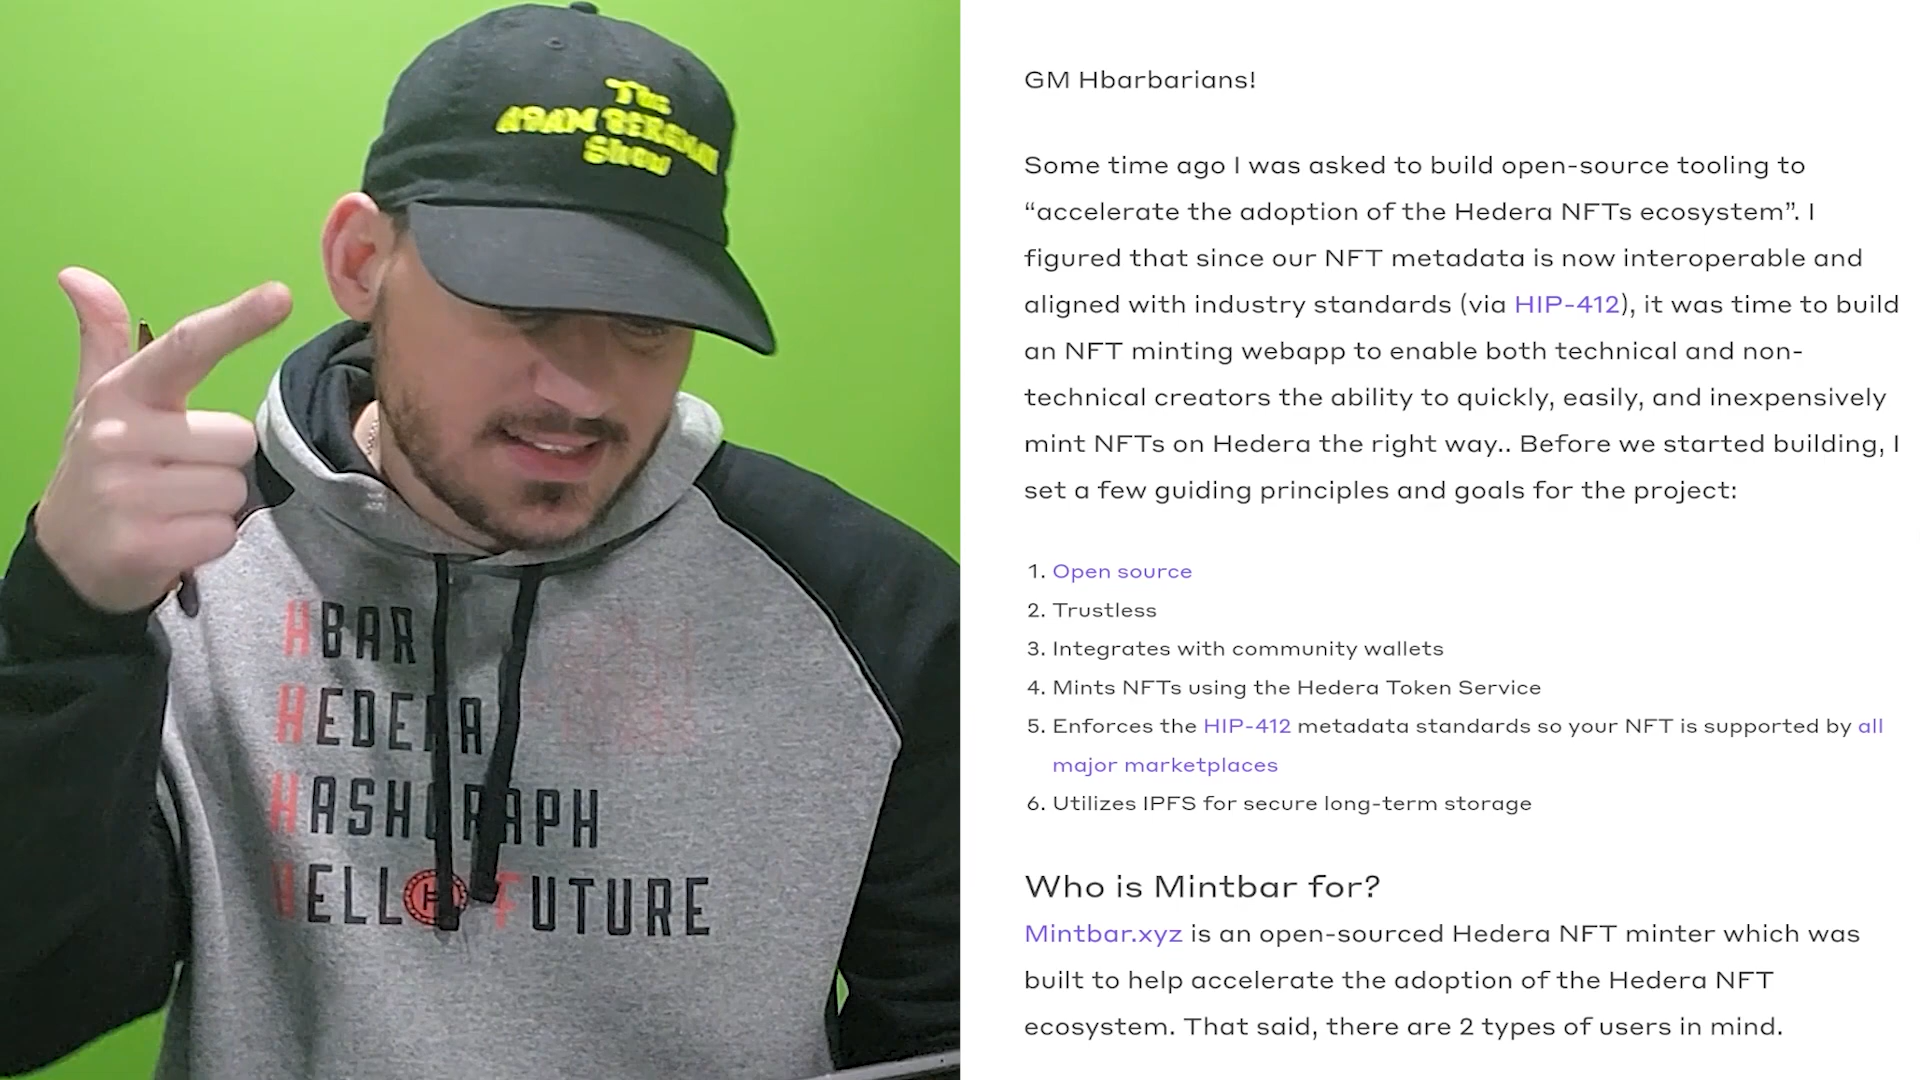 The
ADAM BERGMAN
Show
HBAR
HEDERA
HASHGRAPH
HELLO FUTURE
GM Hbarbarians!
Some time ago I was asked to build open-source tooling to
“accelerate the adoption of the Hedera NFTs ecosystem”. I
figured that since our NFT metadata is now interoperable and
aligned with industry standards (via HIP-412), it was time to build
an NFT minting webapp to enable both technical and non-
technical creators the ability to quickly, easily, and inexpensively
mint NFTs on Hedera the right way.. Before we started building, I
set a few guiding principles and goals for the project:
1. Open source
2. Trustless
3. Integrates with community wallets
4. Mints NFTs using the Hedera Token Service
5. Enforces the HIP-412 metadata standards so your NFT is supported by all
major marketplaces
6. Utilizes IPFS for secure long-term storage
Who is Mintbar for?
Mintbar.xyz is an open-sourced Hedera NFT minter which was
built to help accelerate the adoption of the Hedera NFT
ecosystem. That said, there are 2 types of users in mind.